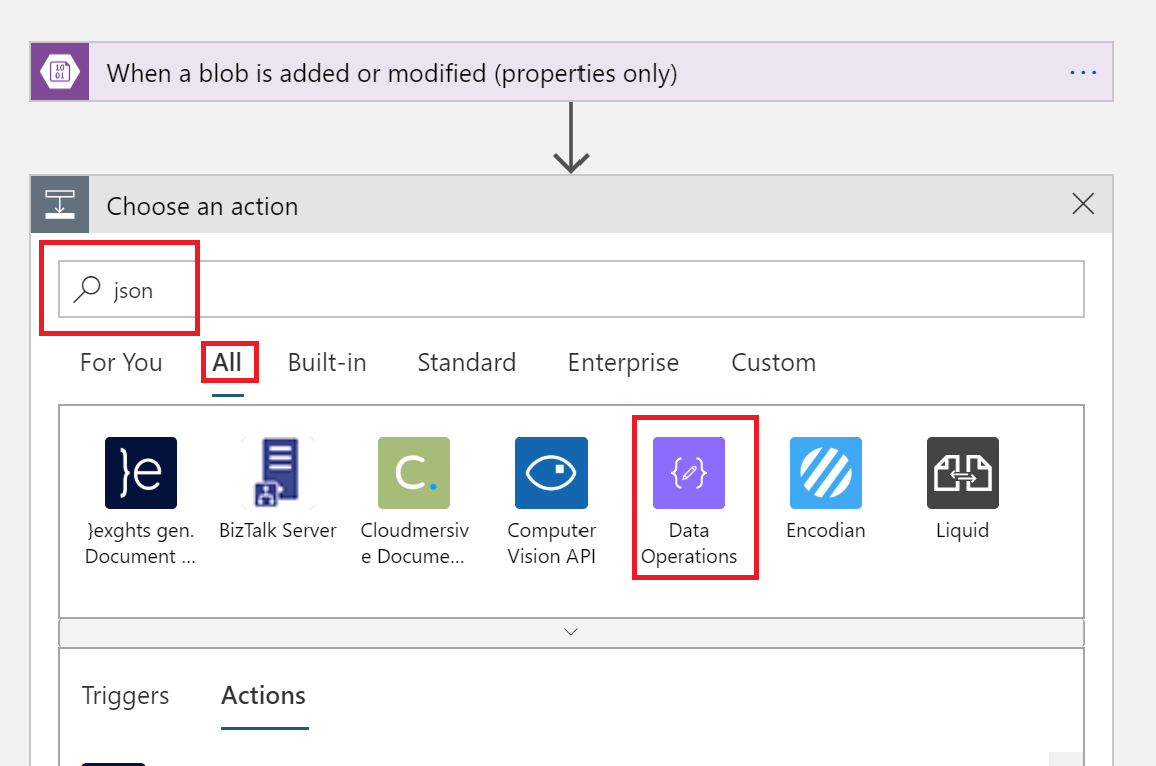 10
01
When a blob is added or modified (properties only)
...
Choose an action
json
For You All Built-in Standard Enterprise Custom
}e
C.
}exghts gen.
Document ...
BizTalk Server
Cloudmersiv
e Docume...
Computer
Vision API
Data
Operations
Encodian
Liquid
Triggers Actions